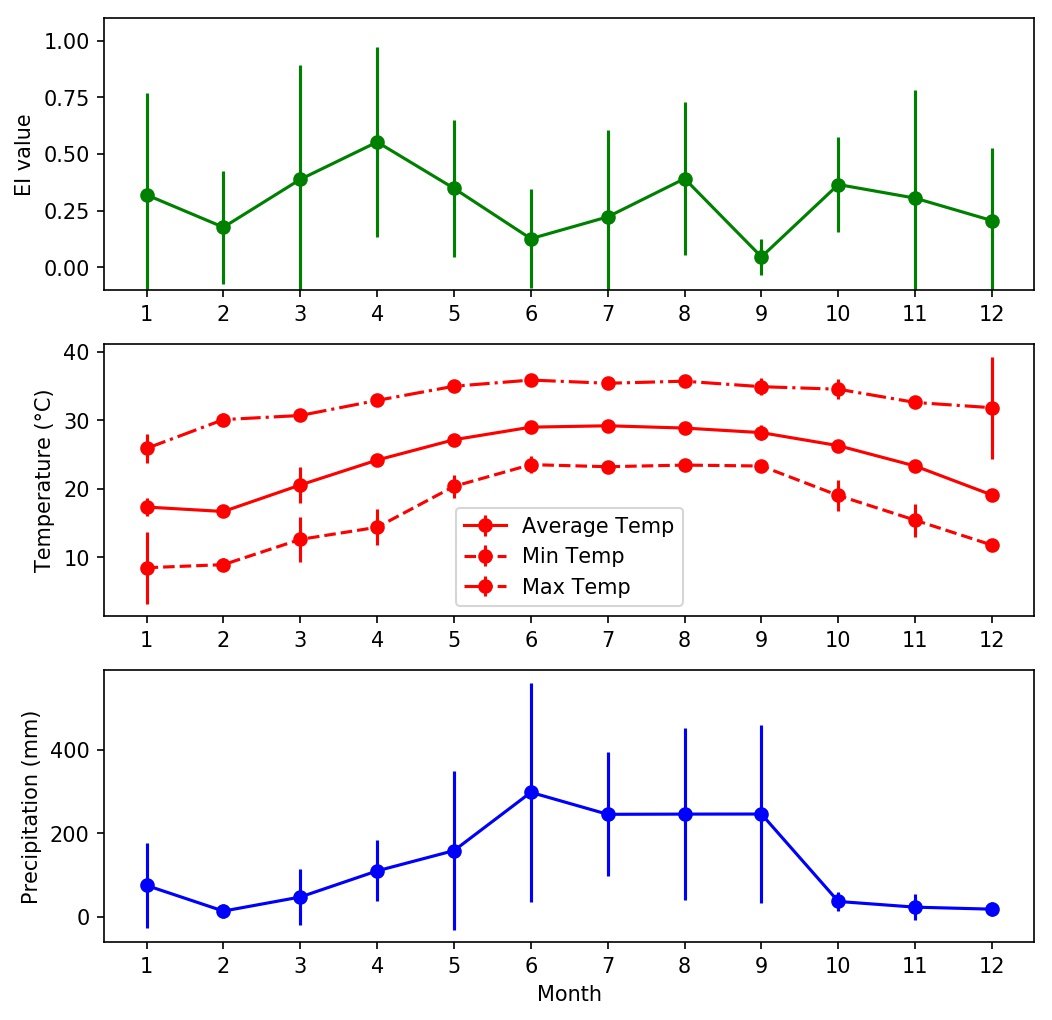 EI value
1.00
0.75
0.50
0.25
0.00
1 2 3 4 5 6 7 8 9 10 11 12
Temperature (°C)
40
30
20
10
Average Temp
Min Temp
Max Temp
1 2 3 4 5 6 7 8 9 10 11 12
Precipitation (mm)
400
200
0
1 2 3 4 5 6 7 8 9 10 11 12
Month